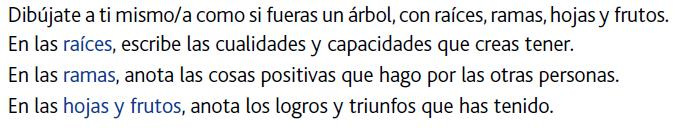 Dibújate a ti mismo/a como si fueras un árbol, con raíces, ramas, hojas y frutos.
En las raíces, escribe las cualidades y capacidades que creas tener.
En las ramas, anota las cosas positivas que hago por las otras personas.
En las hojas y frutos, anota los logros y triunfos que has tenido.